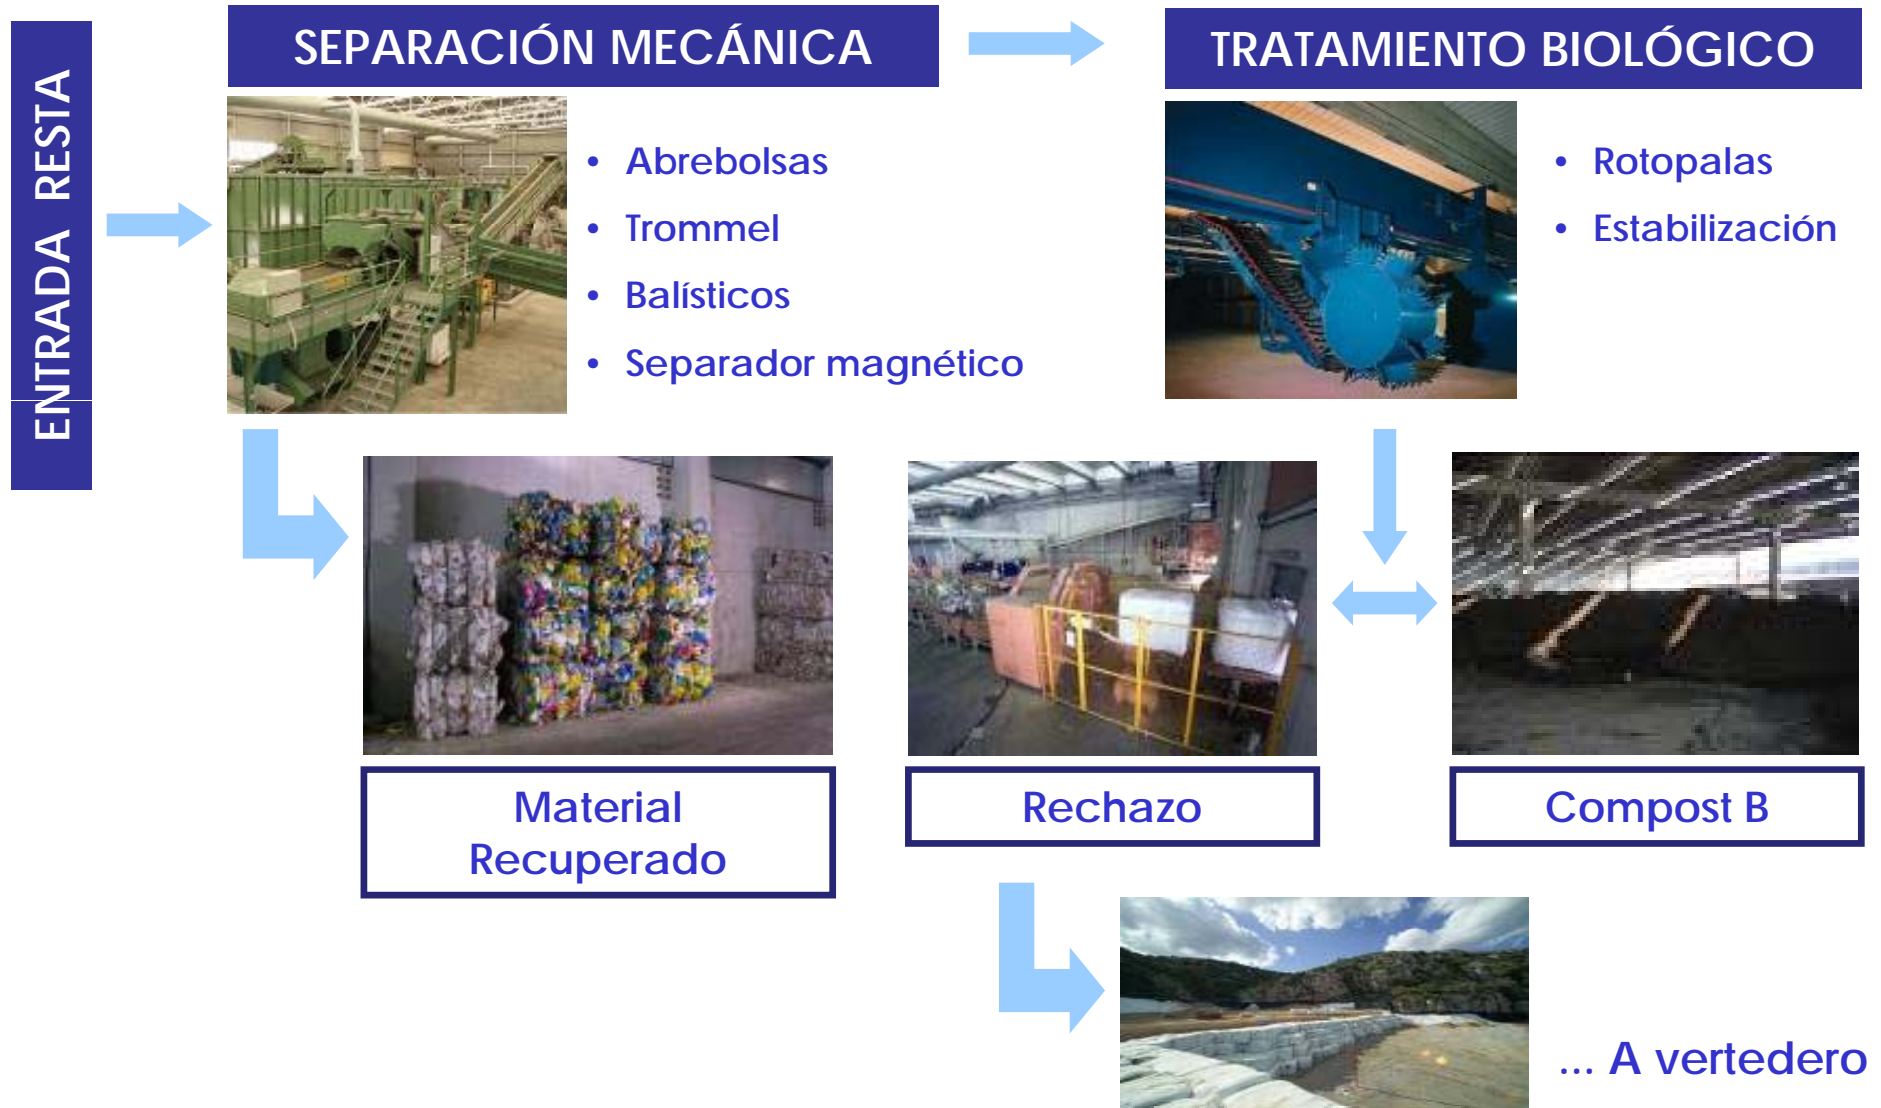 ENTRADA RESTA
SEPARACIÓN MECÁNICA
• Abrebolsas
• Trommel
• Balísticos
• Separador magnético
TRATAMIENTO BIOLÓGICO
• Rotopalas
• Estabilización
Material
Recuperado
Rechazo
Compost B
... A vertedero